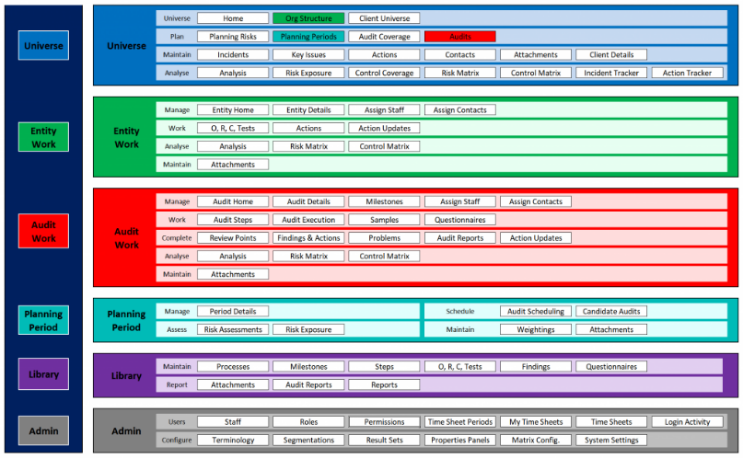 Universe
Universe
Universe Home Org Structure Client Universe
Plan Planning Risks Planning Periods Audit Coverage Audits
Maintain Incidents Key Issues Actions Contacts Attachments Client Details
Analyse Analysis Risk Exposure Control Coverage Risk Matrix Control Matrix Incident Tracker Action Tracker
Entity
Work
Entity
Work
Manage Entity Home Entity Details Assign Staff Assign Contacts
Work O, R, C, Tests Actions Action Updates
Analyse Analysis Risk Matrix Control Matrix
Maintain Attachments
Audit
Work
Audit
Work
Manage Audit Home Audit Details Milestones Assign Staff Assign Contacts
Work Audit Steps Audit Execution Samples Questionnaires
Complete Review Points Findings & Actions Problems Audit Reports Action Updates
Analyse Analysis Risk Matrix Control Matrix
Maintain Attachments
Planning
Period
Planning
Period
Manage Period Details Schedule Audit Scheduling Candidate Audits
Assess Risk Assessments Risk Exposure Maintain Weightings Attachments
Library
Library
Maintain Processes Milestones Steps O, R, C, Tests Findings Questionnaires
Report Attachments Audit Reports Reports
Admin
Admin
Users Staff Roles Permissions Time Sheet Periods My Time Sheets Time Sheets Login Activity
Configure Terminology Segmentations Result Sets Properties Panels Matrix Config. System Settings